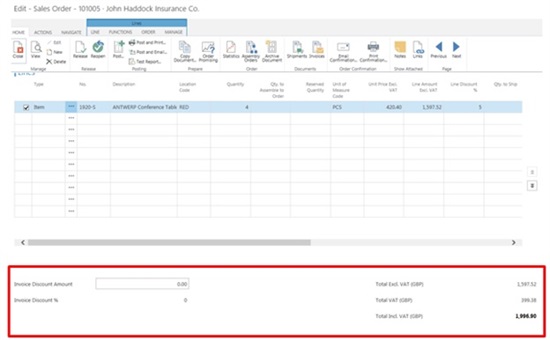 Edit - Sales Order - 101005 · John Haddock Insurance Co.
LINES
HOME ACTIONS NAVIGATE LINE FUNCTIONS ORDER MANAGE
Close View Edit New Delete Release Reopen Post... Post and Print... Post and Email... Test Report... Copy Document... Order Promising Statistics Assembly Orders Archive Document Shipments Invoices Email Confirmation... Print Confirmation... Notes Links Previous Next
Manage Release Posting Prepare Order Documents Order Confirmation Show Attached Page
Lines
Type No. Description Location Code Quantity Qty. to Assemble to Order Reserved Quantity Unit of Measure Code Unit Price Excl. VAT Line Amount Excl. VAT Line Discount % Qty. to Ship
Item 1920-S ANTWERP Conference Table RED 4 PCS 420.40 1,597.52 5
Invoice Discount Amount 0.00 Total Excl. VAT (GBP) 1,597.52
Invoice Discount % 0 Total VAT (GBP) 399.38
Total Incl. VAT (GBP) 1,996.90